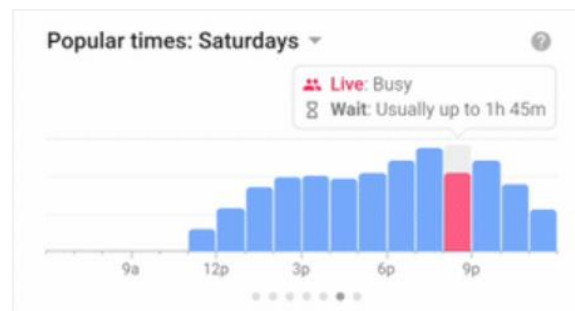 Popular times: Saturdays
?
Live: Busy
Wait: Usually up to 1h 45m
9a 12p 3p 6p 9p